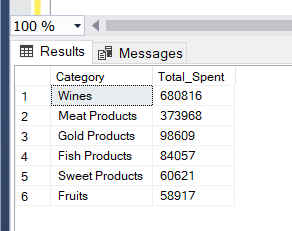 100 %
Results Messages
Category Total_Spent
1 Wines 680816
2 Meat Products 373968
3 Gold Products 98609
4 Fish Products 84057
5 Sweet Products 60621
6 Fruits 58917